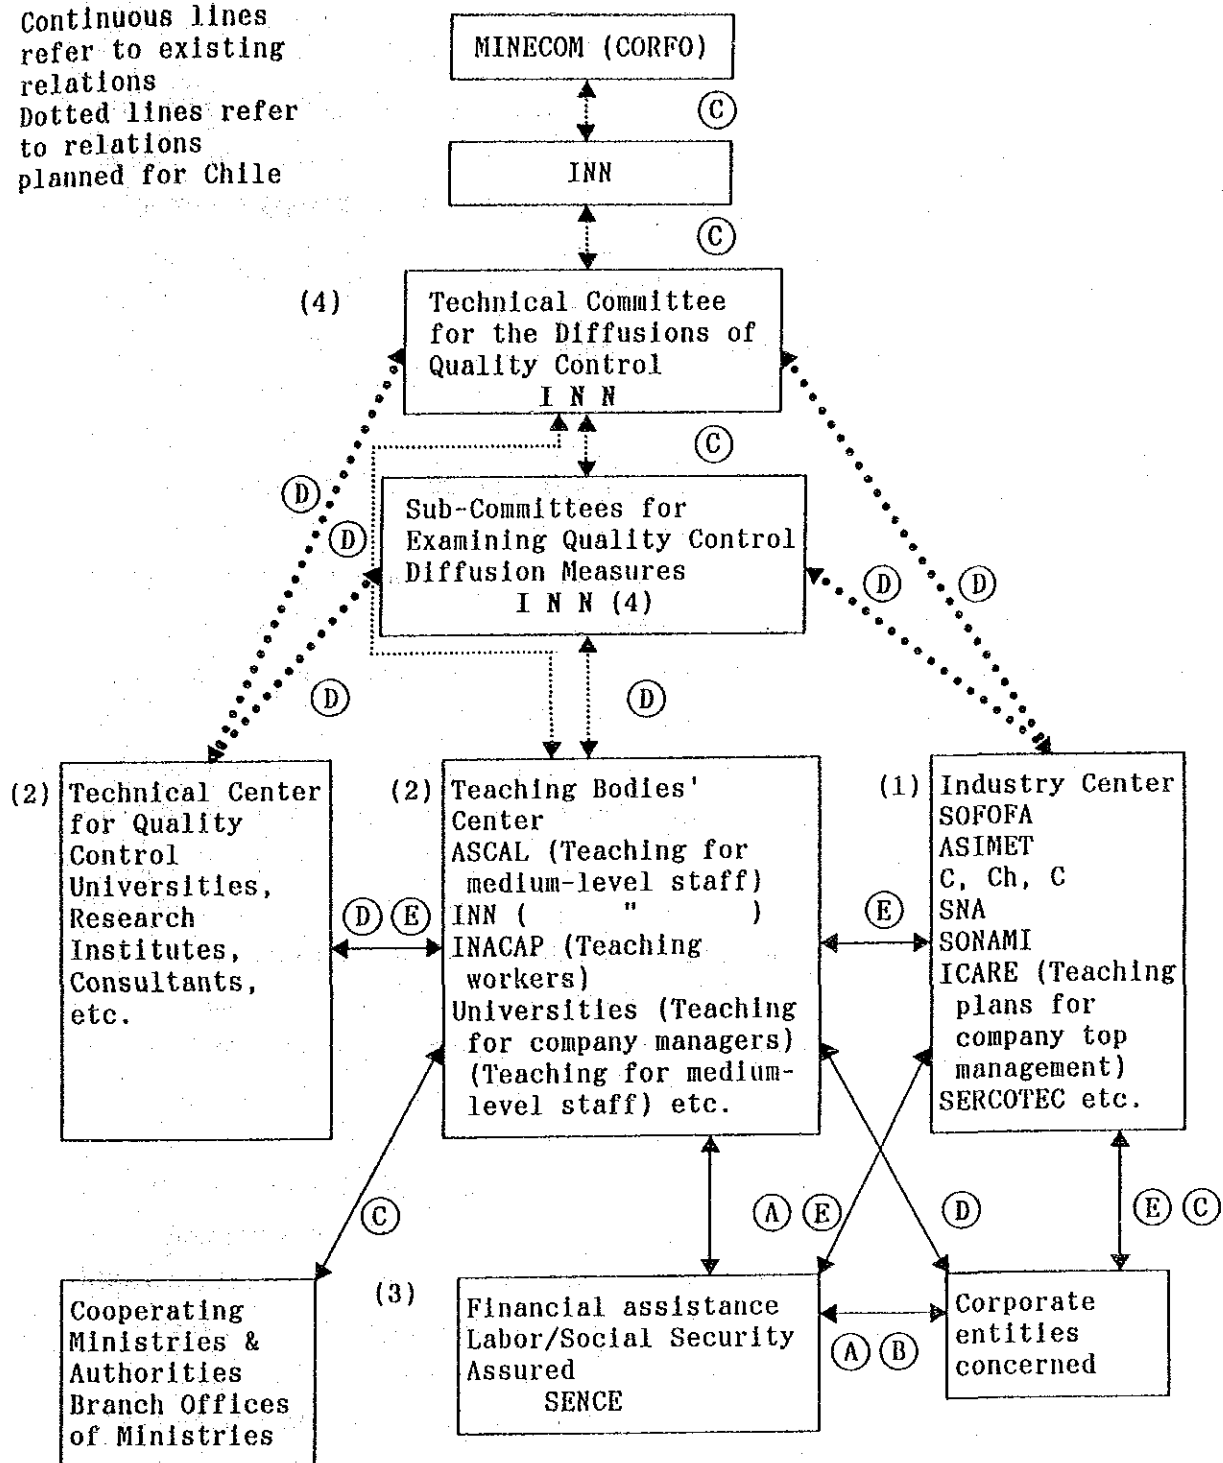 Continuous lines
refer to existing
relations
Dotted lines refer
to relations
planned for Chile
MINECOM (CORFO)
C
INN
C
(4)
Technical Committee
for the Diffusions of
Quality Control
I N N
C
D
D
Sub-Committees for
Examining Quality Control
Diffusion Measures
I N N (4)
D
D
D
D
(2)
Technical Center
for Quality
Control
Universities,
Research
Institutes,
Consultants,
etc.
D E
(2)
Teaching Bodies'
Center
ASCAL (Teaching for
medium-level staff)
INN ( " )
INACAP (Teaching
workers)
Universities (Teaching
for company managers)
(Teaching for medium-
level staff) etc.
E
(1)
Industry Center
SOFOFA
ASIMET
C, Ch, C
SNA
SONAMI
ICARE (Teaching
plans for
company top
management)
SERCOTEC etc.
C
A E
D
E C
Cooperating
Ministries &
Authorities
Branch Offices
of Ministries
(3)
Financial assistance
Labor/Social Security
Assured
SENCE
A B
Corporate
entities
concerned